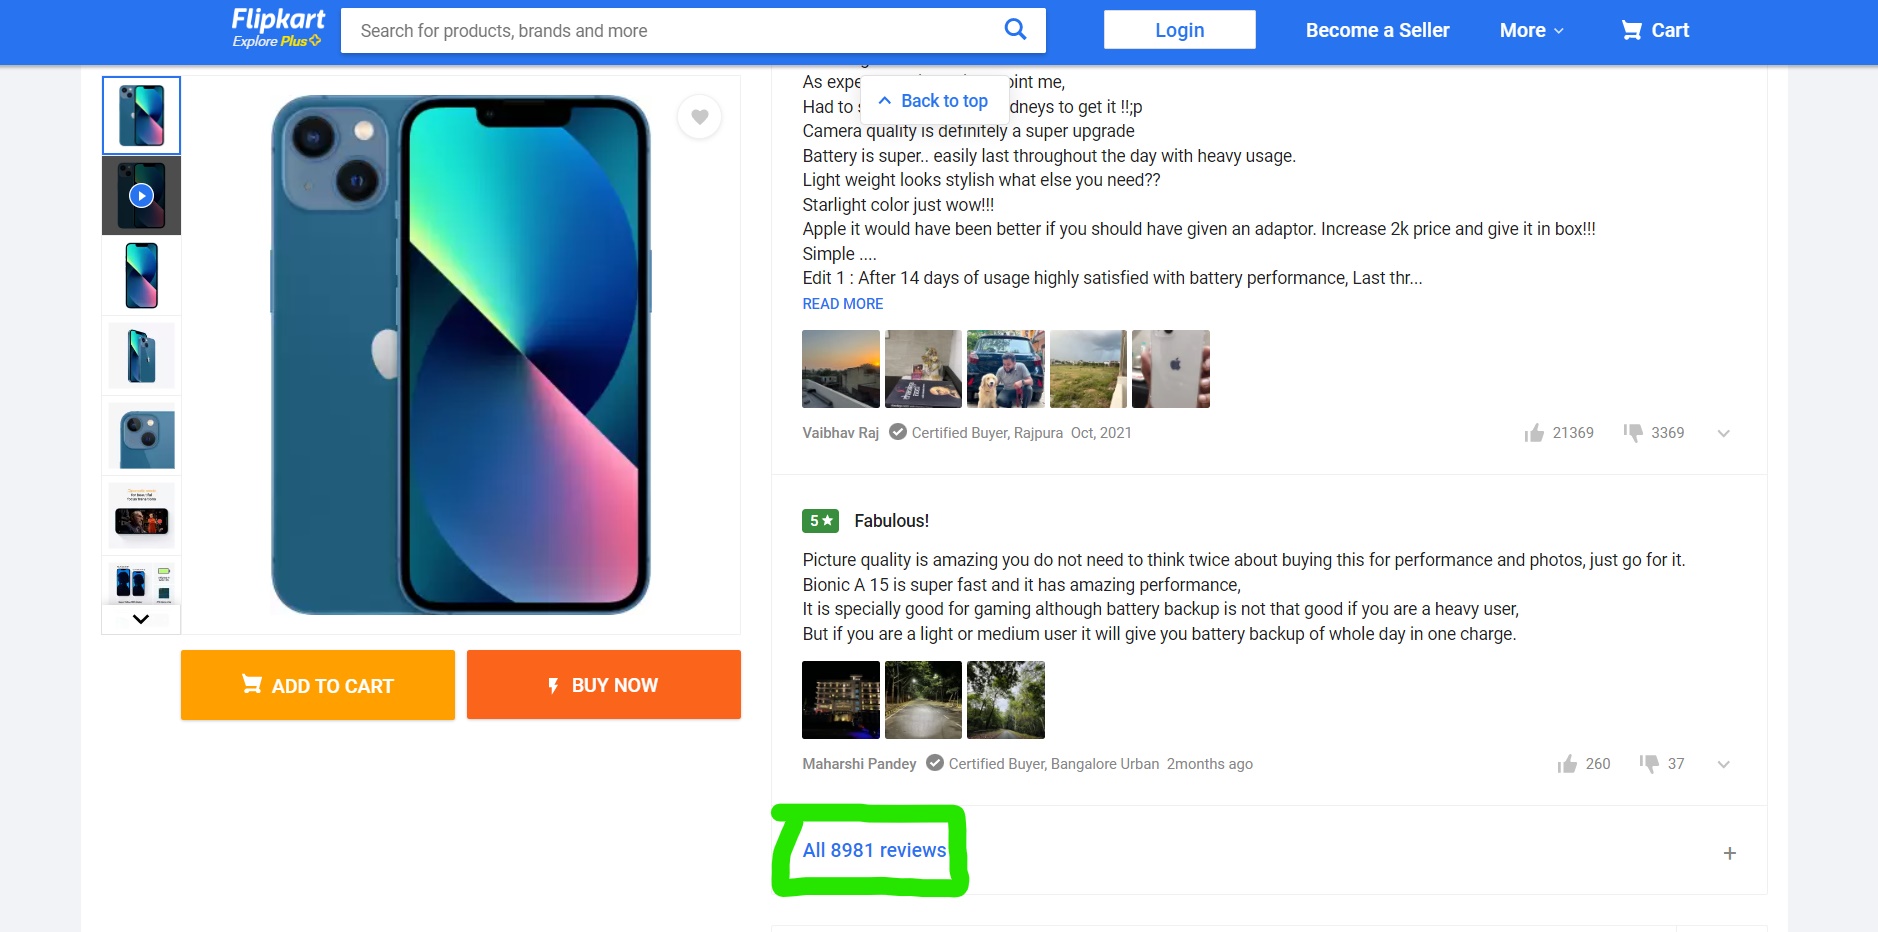 Flipkart
Explore Plus
Search for products, brands and more
Login
Become a Seller
More
Cart
Back to top
As expe
oint me,
Had to
dneys to get it !!;p
Camera quality is definitely a super upgrade
Battery is super.. easily last throughout the day with heavy usage.
Light weight looks stylish what else you need??
Starlight color just wow!!!
Apple it would have been better if you should have given an adaptor. Increase 2k price and give it in box!!!
Simple ....
Edit 1 : After 14 days of usage highly satisfied with battery performance, Last thr...
READ MORE
Vaibhav Raj Certified Buyer, Rajpura Oct, 2021
21369 3369
5★ Fabulous!
Picture quality is amazing you do not need to think twice about buying this for performance and photos, just go for it.
Bionic A 15 is super fast and it has amazing performance,
It is specially good for gaming although battery backup is not that good if you are a heavy user,
But if you are a light or medium user it will give you battery backup of whole day in one charge.
Maharshi Pandey Certified Buyer, Bangalore Urban 2months ago
260 37
All 8981 reviews
+
ADD TO CART
BUY NOW